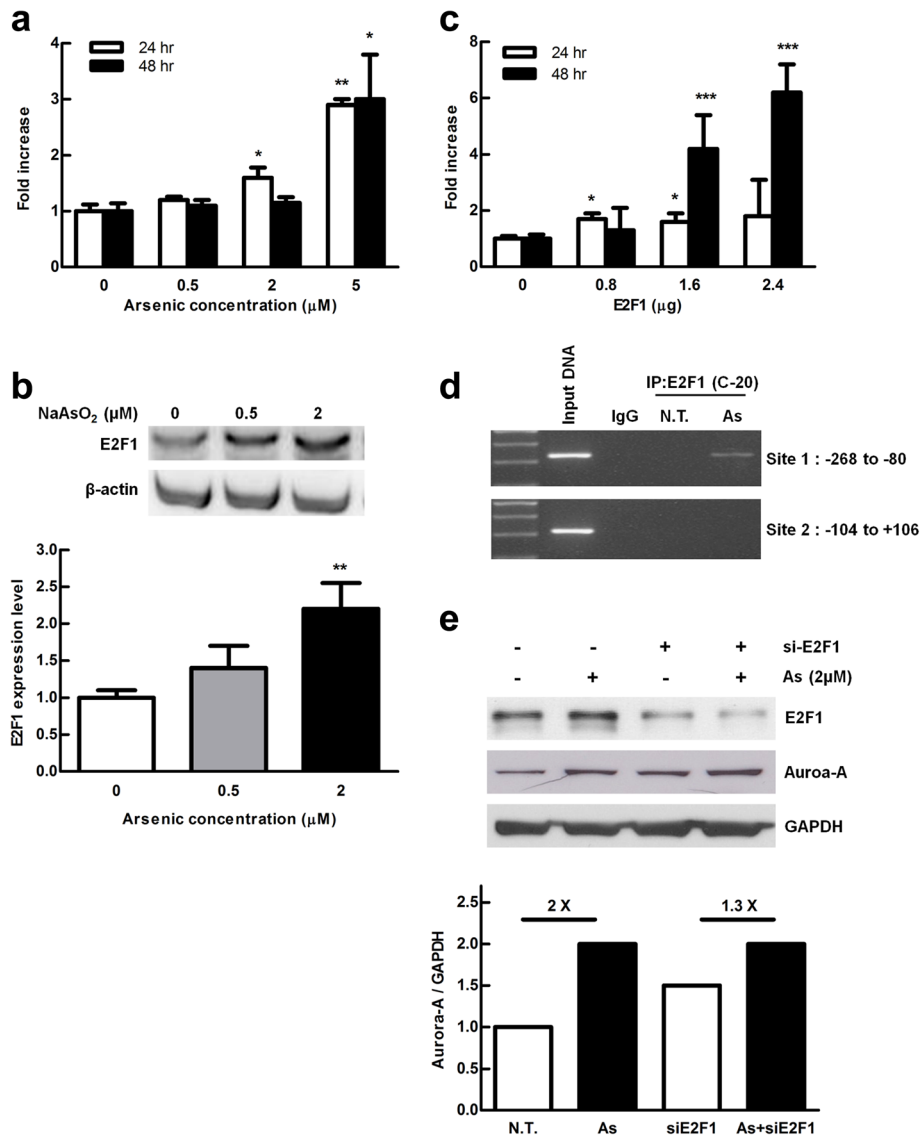 a
4
3
2
1
0
Fold increase
24 hr
48 hr
*
**
*
0 0.5 2 5
Arsenic concentration (μM)
c
8
6
4
2
0
Fold increase
24 hr
48 hr
*
*
***
***
0 0.8 1.6 2.4
E2F1 (μg)
b
NaAsO2 (μM) 0 0.5 2
E2F1
β-actin
3.0
2.5
2.0
1.5
1.0
0.5
0.0
E2F1 expression level
**
0 0.5 2
Arsenic concentration (μM)
d
Input DNA
IP:E2F1 (C-20)
IgG N.T. As
Site 1 : -268 to -80
Site 2 : -104 to +106
e
- - + + si-E2F1
- + - + As (2μM)
E2F1
Auroa-A
GAPDH
2.5
2.0
1.5
1.0
0.5
0.0
Aurora-A / GAPDH
2 X 1.3 X
N.T. As siE2F1 As+siE2F1